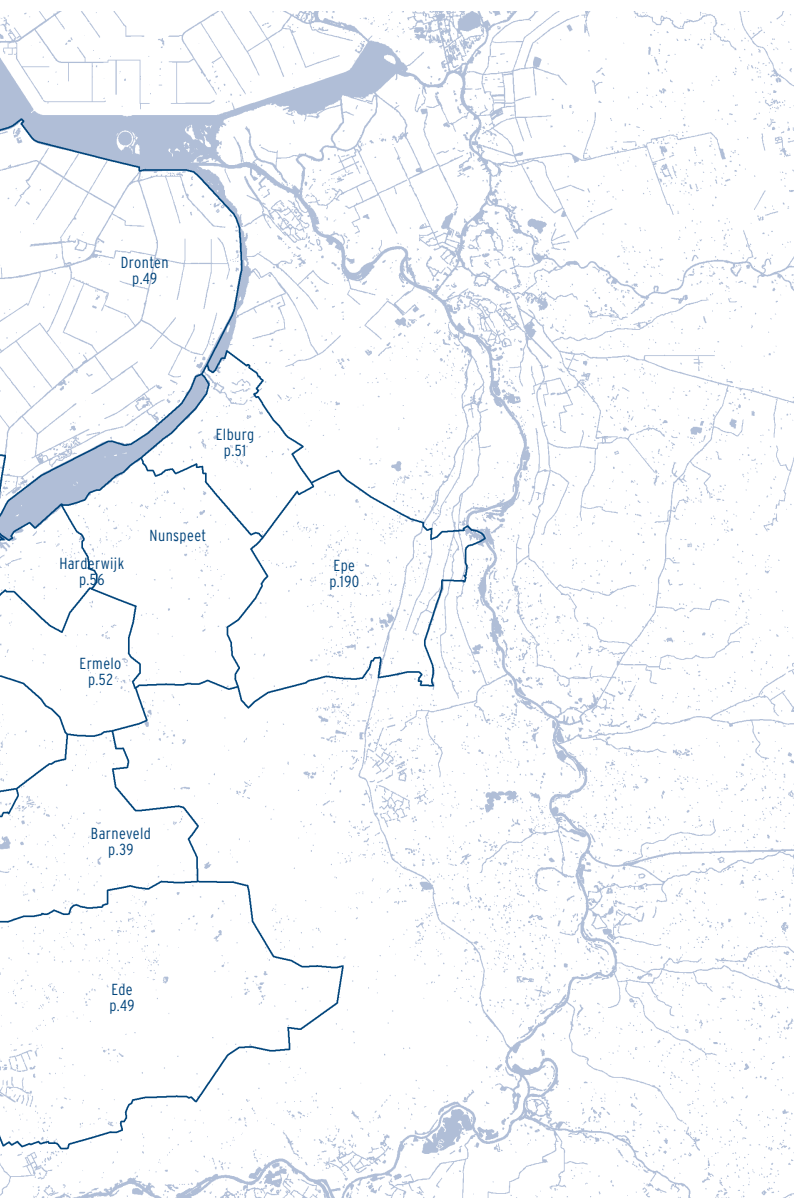 Dronten
p.49
Elburg
p.51
Nunspeet
Harderwijk
p.56
Epe
p.190
Ermelo
p.52
Barneveld
p.39
Ede
p.49